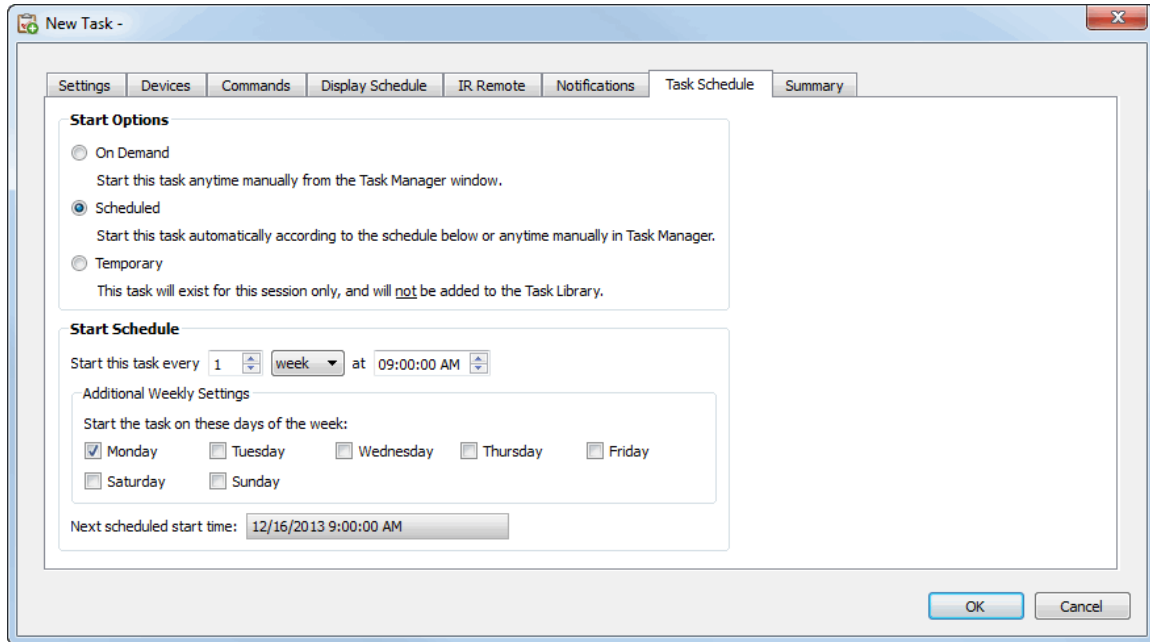 New Task -
Settings Devices Commands Display Schedule IR Remote Notifications Task Schedule Summary
Start Options
On Demand
Start this task anytime manually from the Task Manager window.
Scheduled
Start this task automatically according to the schedule below or anytime manually in Task Manager.
Temporary
This task will exist for this session only, and will not be added to the Task Library.
Start Schedule
Start this task every 1 week at 09:00:00 AM
Additional Weekly Settings
Start the task on these days of the week:
Monday Tuesday Wednesday Thursday Friday
Saturday Sunday
Next scheduled start time: 12/16/2013 9:00:00 AM
OK Cancel